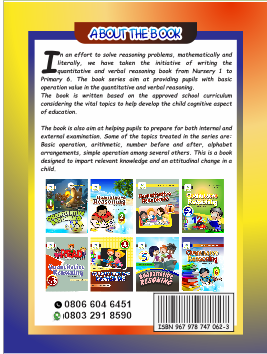 ABOUT THE BOOK
In an effort to solve reasoning problems, mathematically and
literally, we have taken the initiative of writing the
quantitative and verbal reasoning book from Nursery 1 to
Primary 6. The book series aim at providing pupils with basic
operation value in the quantitative and verbal reasoning.
The book is written based on the approved school curriculum
considering the vital topics to help develop the child cognitive aspect
of education.
The book is also aim at helping pupils to prepare for both internal and
external examination. Some of the topics treated in the series are:
Basic operation, arithmetic, number before and after, alphabet
arrangements, simple operation among several others. This is a book
designed to impart relevant knowledge and an attitudinal change in a
child.
0806 604 6451
0803 291 8590
ISBN 967 978 747 062-3